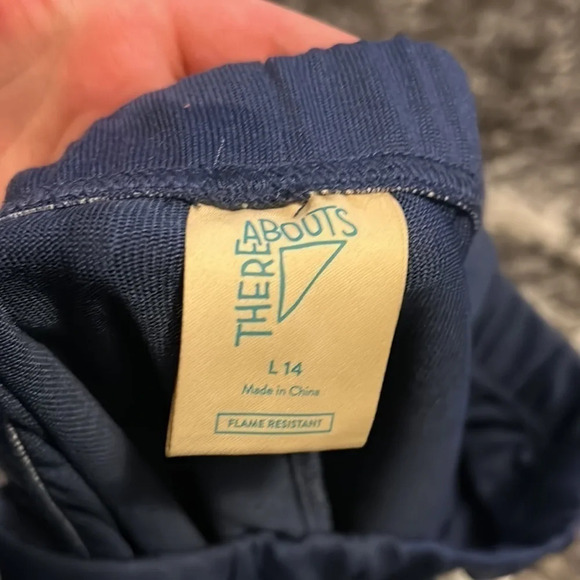 THEREABOUTS
L 14
Made in China
FLAME RESISTANT